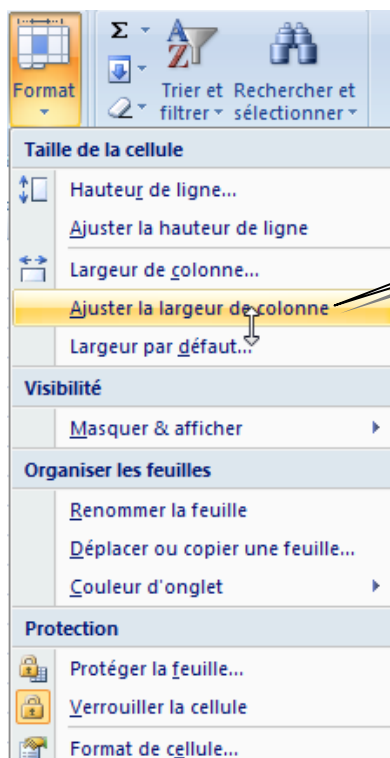 Σ
A
Z
Format
Trier et Rechercher et
filtrer sélectionner
Taille de la cellule
Hauteur de ligne...
Ajuster la hauteur de ligne
Largeur de colonne...
Ajuster la largeur de colonne
Largeur par défaut...
Visibilité
Masquer & afficher
Organiser les feuilles
Renommer la feuille
Déplacer ou copier une feuille...
Couleur d'onglet
Protection
Protéger la feuille...
Verrouiller la cellule
Format de cellule...